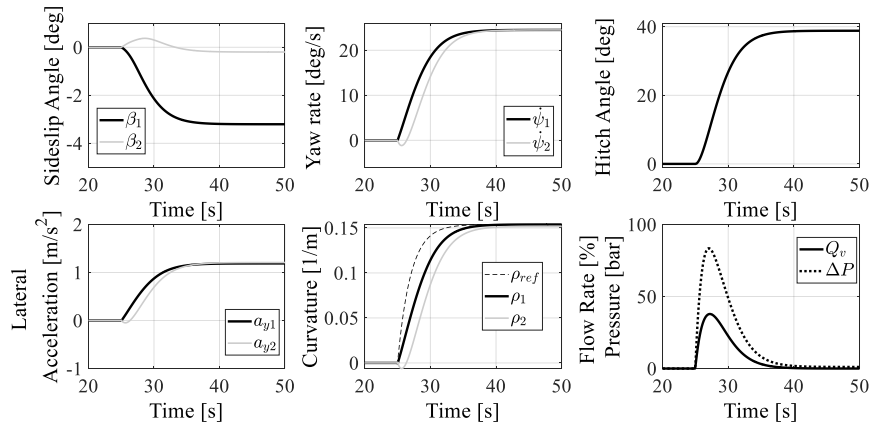 Sideslip Angle [deg]
0
-2
-4
β1
β2
20 30 40 50
Time [s]
Yaw rate [deg/s]
20
10
0
ψ̇1
ψ̇2
20 30 40 50
Time [s]
Hitch Angle [deg]
40
20
0
20 30 40 50
Time [s]
Lateral
Acceleration [m/s²]
2
1
0
-1
ay1
ay2
20 30 40 50
Time [s]
Curvature [1/m]
0.15
0.1
0.05
0
ρref
ρ1
ρ2
20 30 40 50
Time [s]
Flow Rate [%]
Pressure [bar]
100
50
0
Qv
ΔP
20 30 40 50
Time [s]